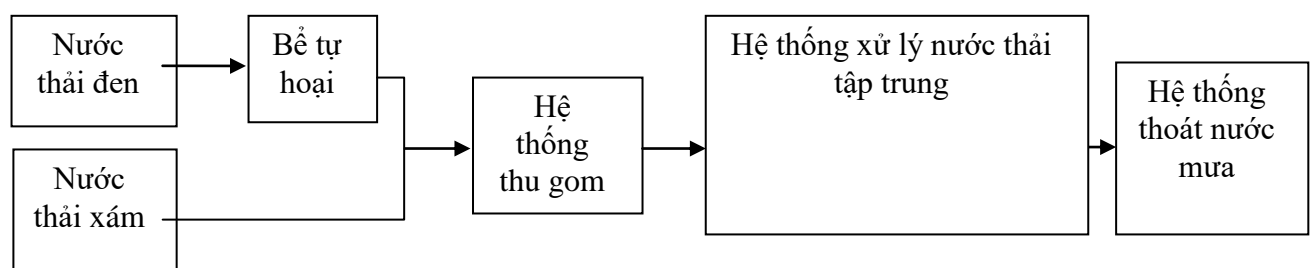 Nước
thải đen
Bể tự
hoại
Nước
thải xám
Hệ
thống
thu gom
Hệ thống xử lý nước thải
tập trung
Hệ thống
thoát nước
mưa